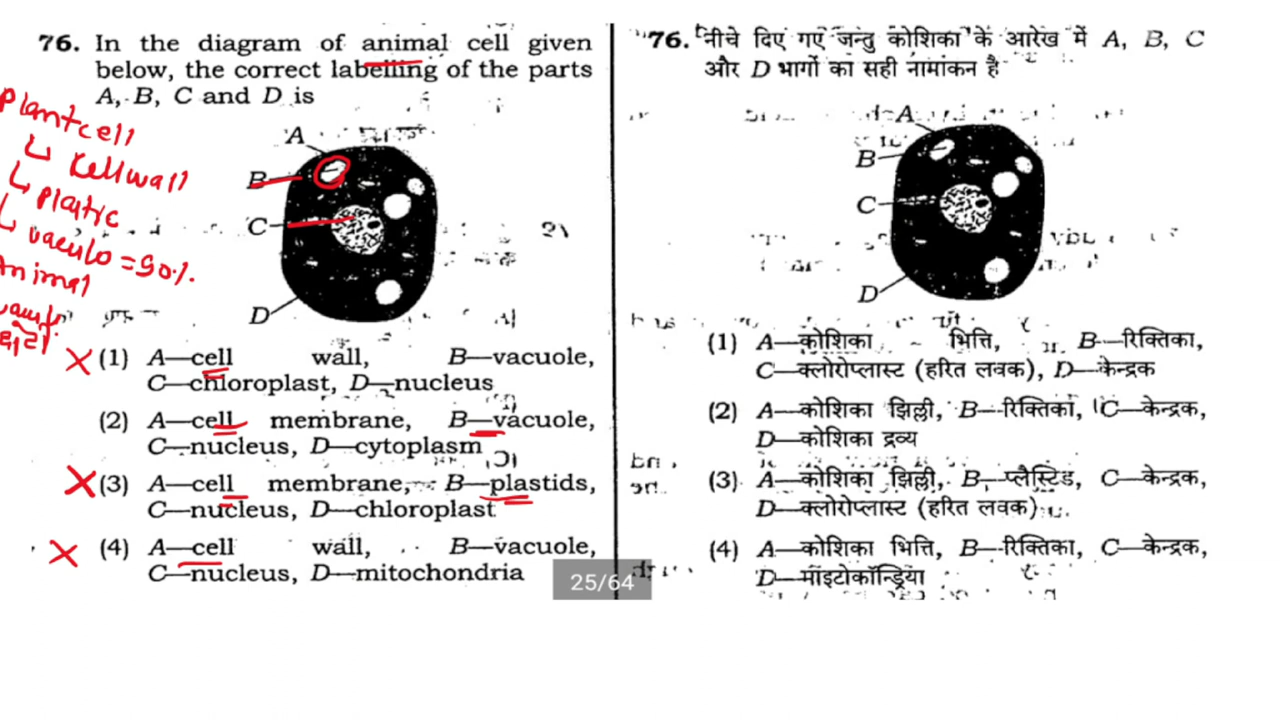 76. In the diagram of animal cell given
below, the correct labelling of the parts
A, B, C and D is
Plant cell
↳ cell wall
↳ Plastic
↳ vaculo = 90%
Animal
A
B
C
D
(1) A—cell wall, B—vacuole,
C—chloroplast, D—nucleus
(2) A—cell membrane, B—vacuole,
C—nucleus, D—cytoplasm
(3) A—cell membrane, B—plastids,
C—nucleus, D—chloroplast
(4) A—cell wall, B—vacuole,
C—nucleus, D—mitochondria
76. नीचे दिए गए जन्तु कोशिका के आरेख में A, B, C
और D भागों का सही नामांकन है
A
B
C
D
(1) A—कोशिका भित्ति, B—रिक्तिका,
C—क्लोरोप्लास्ट (हरित लवक), D—केन्द्रक
(2) A—कोशिका झिल्ली, B—रिक्तिका, C—केन्द्रक,
D—कोशिका द्रव्य
(3) A—कोशिका झिल्ली, B—प्लैस्टिड, C—केन्द्रक,
D—क्लोरोप्लास्ट (हरित लवक)
(4) A—कोशिका भित्ति, B—रिक्तिका, C—केन्द्रक,
D—माइटोकॉन्ड्रिया
25/64